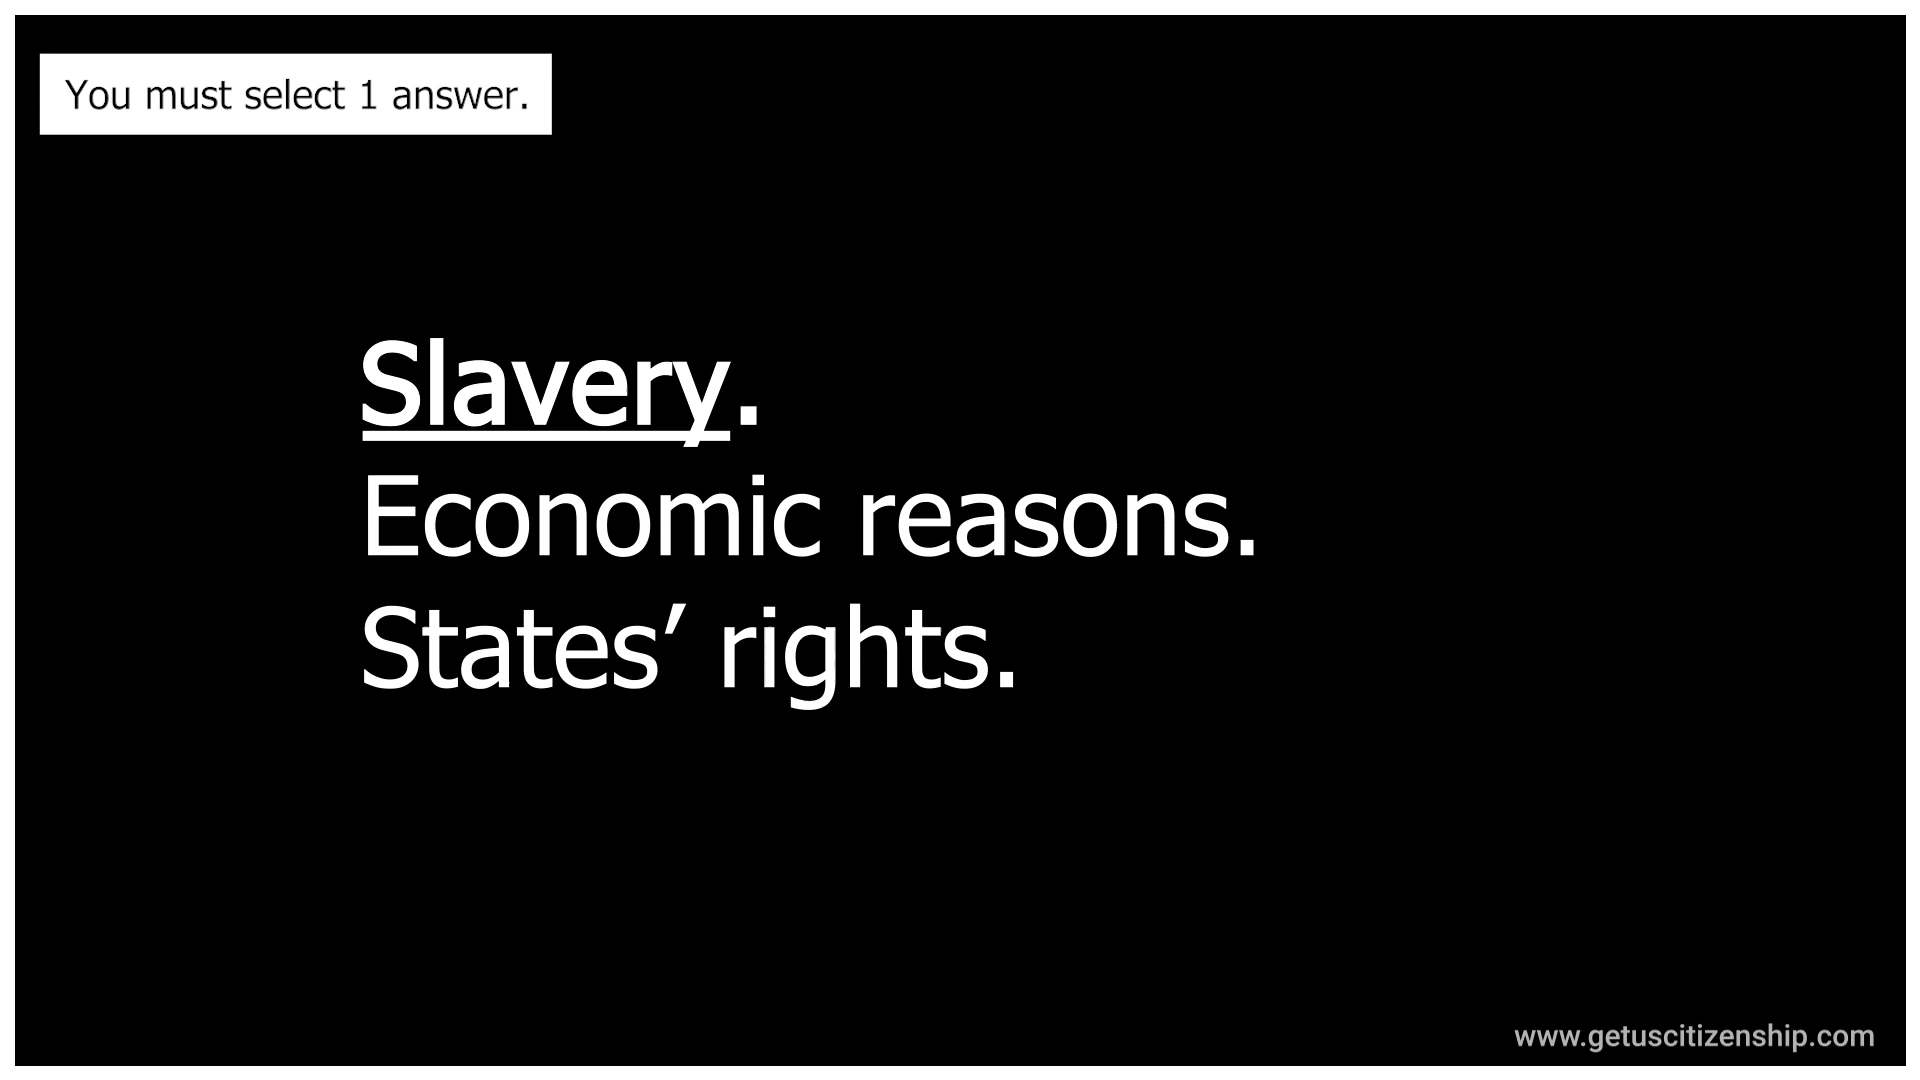 You must select 1 answer.
Slavery.
Economic reasons.
States’ rights.
www.getuscitizenship.com